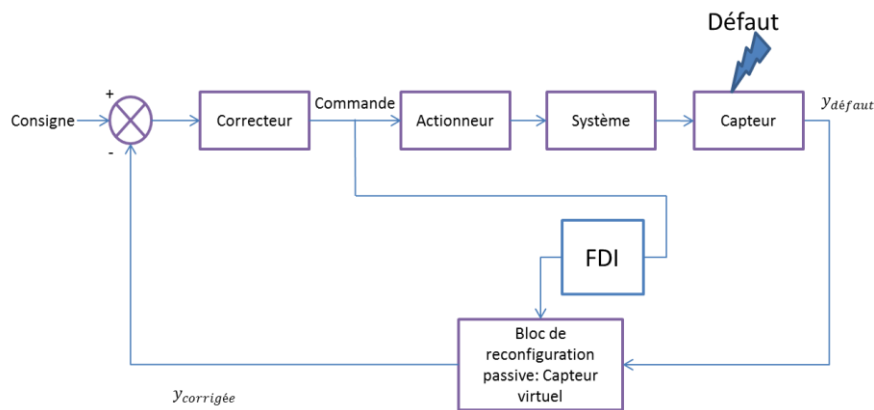 Défaut
+
Commande
y_défaut
Consigne
Correcteur
Actionneur
Système
Capteur
-
FDI
Bloc de
reconfiguration
passive: Capteur
virtuel
y_corrigée